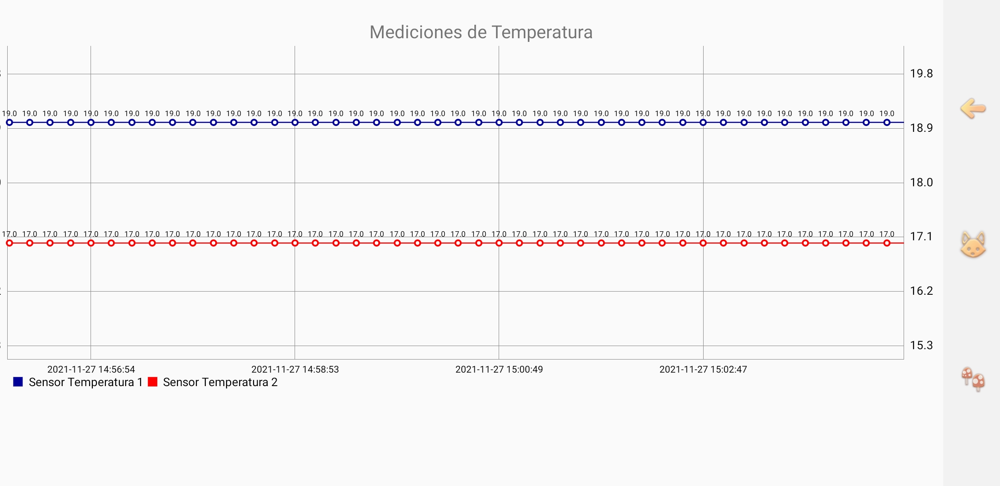 Mediciones de Temperatura
19.8
19.0 19.0 19.0 19.0 19.0 19.0 19.0 19.0 19.0 19.0 19.0 19.0 19.0 19.0 19.0 19.0 19.0 19.0 19.0 19.0 19.0 19.0 19.0 19.0 19.0 19.0 19.0 19.0 19.0 19.0 19.0 19.0 19.0 19.0 19.0 19.0 19.0 19.0 19.0 19.0 19.0 19.0 19.0 19.0
18.9
18.0
17.0 17.0 17.0 17.0 17.0 17.0 17.0 17.0 17.0 17.0 17.0 17.0 17.0 17.0 17.0 17.0 17.0 17.0 17.0 17.0 17.0 17.0 17.0 17.0 17.0 17.0 17.0 17.0 17.0 17.0 17.0 17.0 17.0 17.0 17.0 17.0 17.0 17.0 17.0 17.0 17.0 17.0 17.0 17.0
17.1
16.2
15.3
2021-11-27 14:56:54 2021-11-27 14:58:53 2021-11-27 15:00:49 2021-11-27 15:02:47
Sensor Temperatura 1 Sensor Temperatura 2